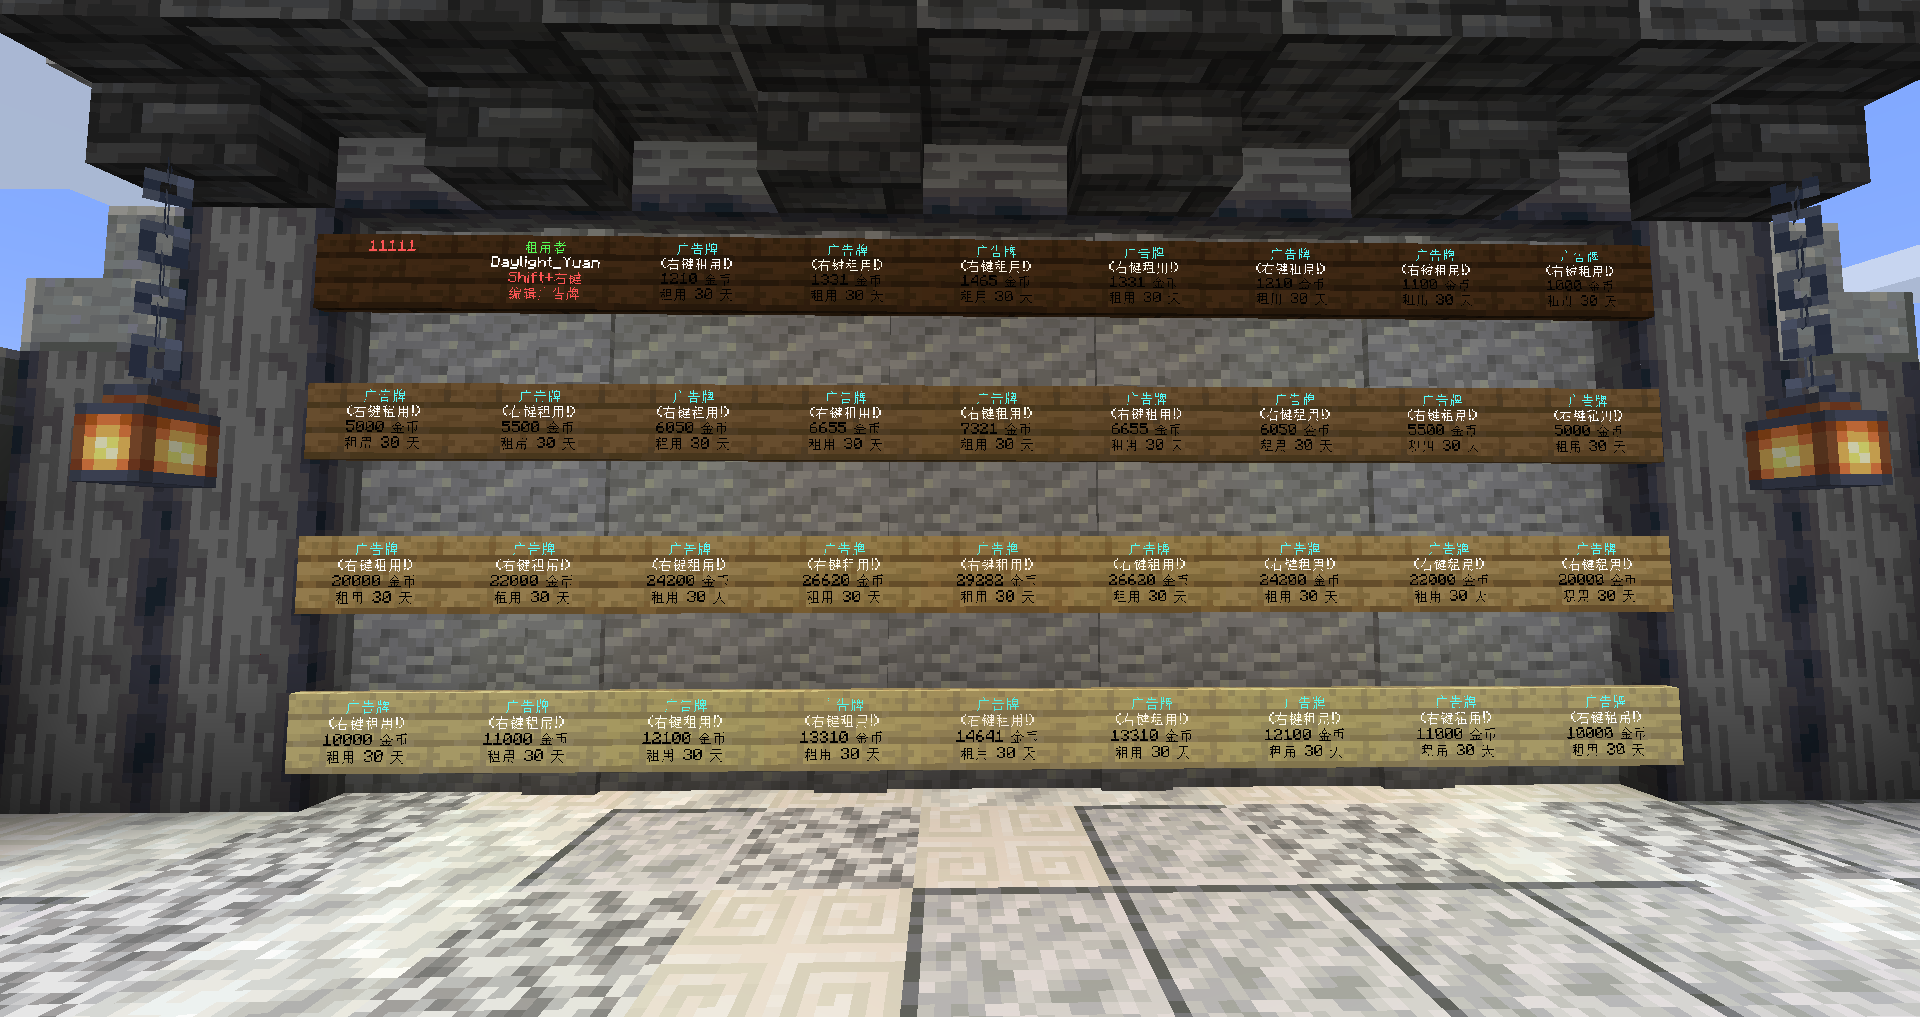 11111
租用者
Daylight_Yuan
Shift+右键
编辑广告牌
广告牌
(右键租用!)
1210 金币
租用 30 天
广告牌
(右键租用!)
1331 金币
租用 30 天
广告牌
(右键租用!)
1465 金币
租用 30 天
广告牌
(右键租用!)
1331 金币
租用 30 天
广告牌
(右键租用!)
1210 金币
租用 30 天
广告牌
(右键租用!)
1100 金币
租用 30 天
广告牌
(右键租用!)
1000 金币
租用 30 天
广告牌
(右键租用!)
5000 金币
租用 30 天
广告牌
(右键租用!)
5500 金币
租用 30 天
广告牌
(右键租用!)
6050 金币
租用 30 天
广告牌
(右键租用!)
6655 金币
租用 30 天
广告牌
(右键租用!)
7321 金币
租用 30 天
广告牌
(右键租用!)
6655 金币
租用 30 天
广告牌
(右键租用!)
6050 金币
租用 30 天
广告牌
(右键租用!)
5500 金币
租用 30 天
广告牌
(右键租用!)
5000 金币
租用 30 天
广告牌
(右键租用!)
20000 金币
租用 30 天
广告牌
(右键租用!)
22000 金币
租用 30 天
广告牌
(右键租用!)
24200 金币
租用 30 天
广告牌
(右键租用!)
26620 金币
租用 30 天
广告牌
(右键租用!)
29282 金币
租用 30 天
广告牌
(右键租用!)
26620 金币
租用 30 天
广告牌
(右键租用!)
24200 金币
租用 30 天
广告牌
(右键租用!)
22000 金币
租用 30 天
广告牌
(右键租用!)
20000 金币
租用 30 天
广告牌
(右键租用!)
10000 金币
租用 30 天
广告牌
(右键租用!)
11000 金币
租用 30 天
广告牌
(右键租用!)
12100 金币
租用 30 天
广告牌
(右键租用!)
13310 金币
租用 30 天
广告牌
(右键租用!)
14641 金币
租用 30 天
广告牌
(右键租用!)
13310 金币
租用 30 天
广告牌
(右键租用!)
12100 金币
租用 30 天
广告牌
(右键租用!)
11000 金币
租用 30 天
广告牌
(右键租用!)
10000 金币
租用 30 天